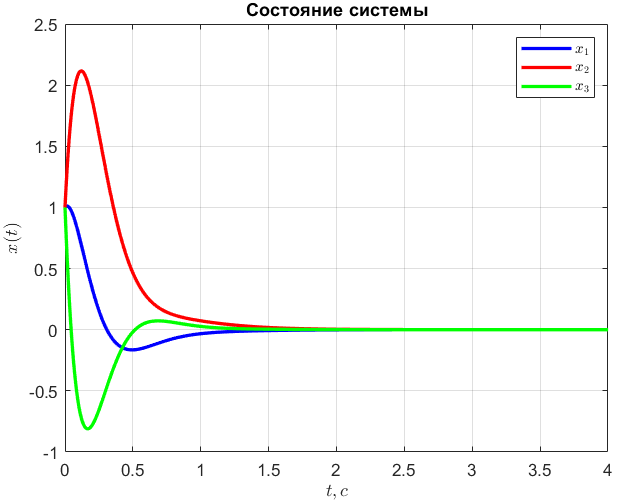 Состояние системы
2.5
2
1.5
1
0.5
0
-0.5
-1
x(t)
x₁
x₂
x₃
0 0.5 1 1.5 2 2.5 3 3.5 4
t, c